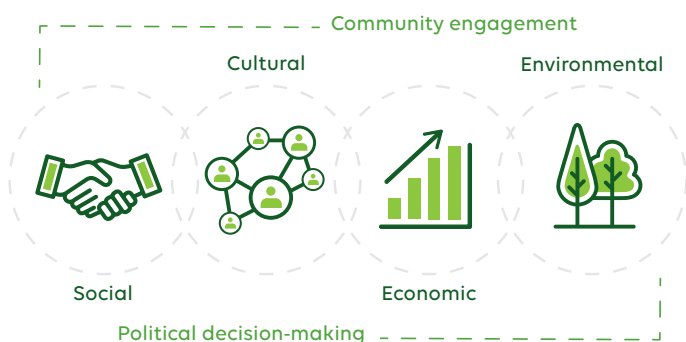 Community engagement
Cultural
Environmental
Social
Economic
Political decision-making